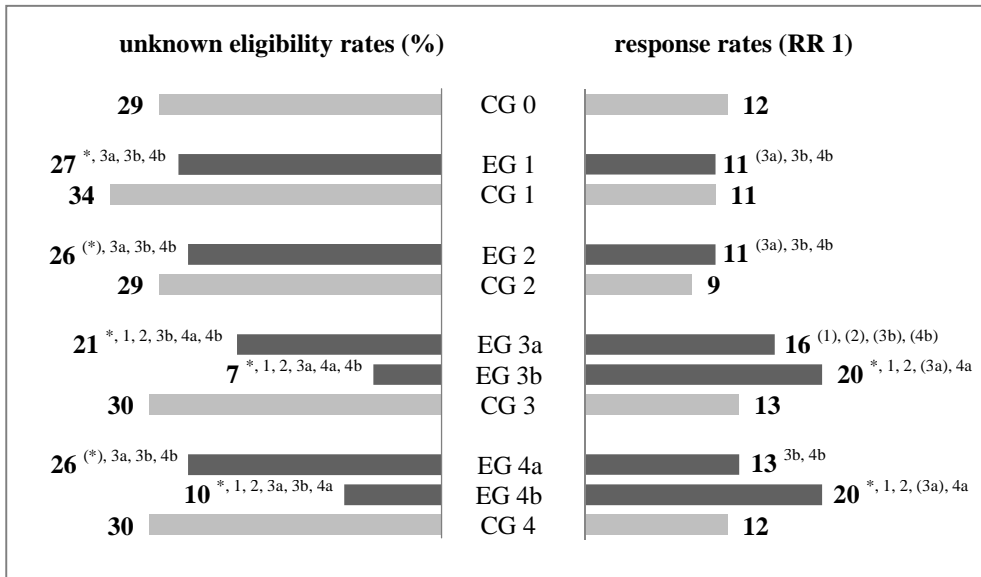 unknown eligibility rates (%) response rates (RR 1)
29 CG 0 12
27 *, 3a, 3b, 4b EG 1 11 (3a), 3b, 4b
34 CG 1 11
26 (*), 3a, 3b, 4b EG 2 11 (3a), 3b, 4b
29 CG 2 9
21 *, 1, 2, 3b, 4a, 4b EG 3a 16 (1), (2), (3b), (4b)
7 *, 1, 2, 3a, 4a, 4b EG 3b 20 *, 1, 2, (3a), 4a
30 CG 3 13
26 (*), 3a, 3b, 4b EG 4a 13 3b, 4b
10 *, 1, 2, 3a, 3b, 4a EG 4b 20 *, 1, 2, (3a), 4a
30 CG 4 12